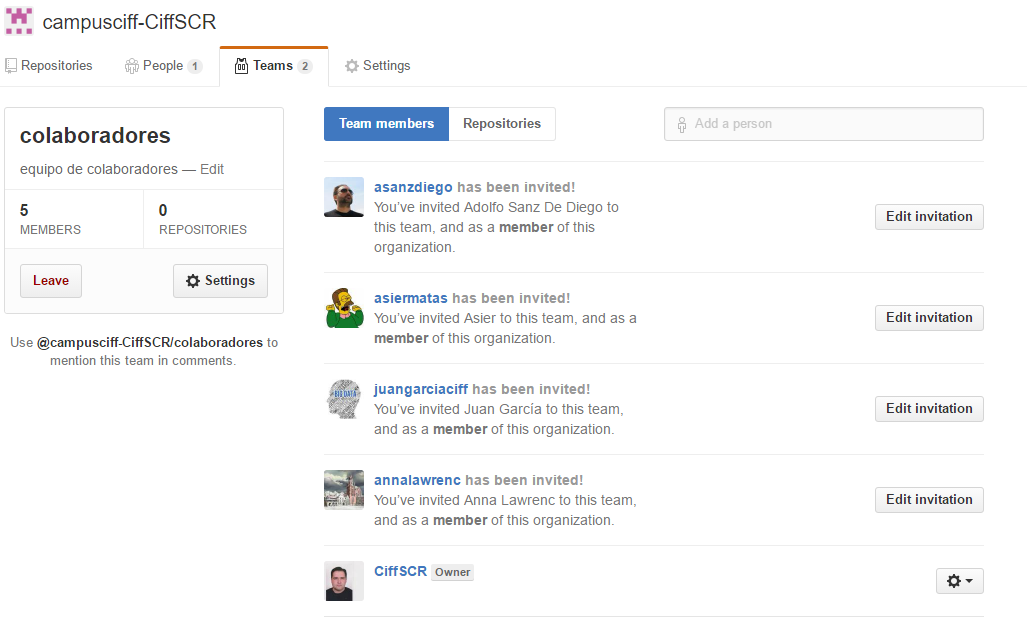 campusciff-CiffSCR
Repositories People 1 Teams 2 Settings
colaboradores
equipo de colaboradores — Edit
5
MEMBERS
0
REPOSITORIES
Leave
Settings
Use @campusciff-CiffSCR/colaboradores to
mention this team in comments.
Team members Repositories
Add a person
asanzdiego has been invited!
You’ve invited Adolfo Sanz De Diego to
this team, and as a member of this
organization.
Edit invitation
asiermatas has been invited!
You’ve invited Asier to this team, and as a
member of this organization.
Edit invitation
BIG DATA
juangarciaciff has been invited!
You’ve invited Juan García to this team,
and as a member of this organization.
Edit invitation
annalawrenc has been invited!
You’ve invited Anna Lawrenc to this team,
and as a member of this organization.
Edit invitation
CiffSCR Owner